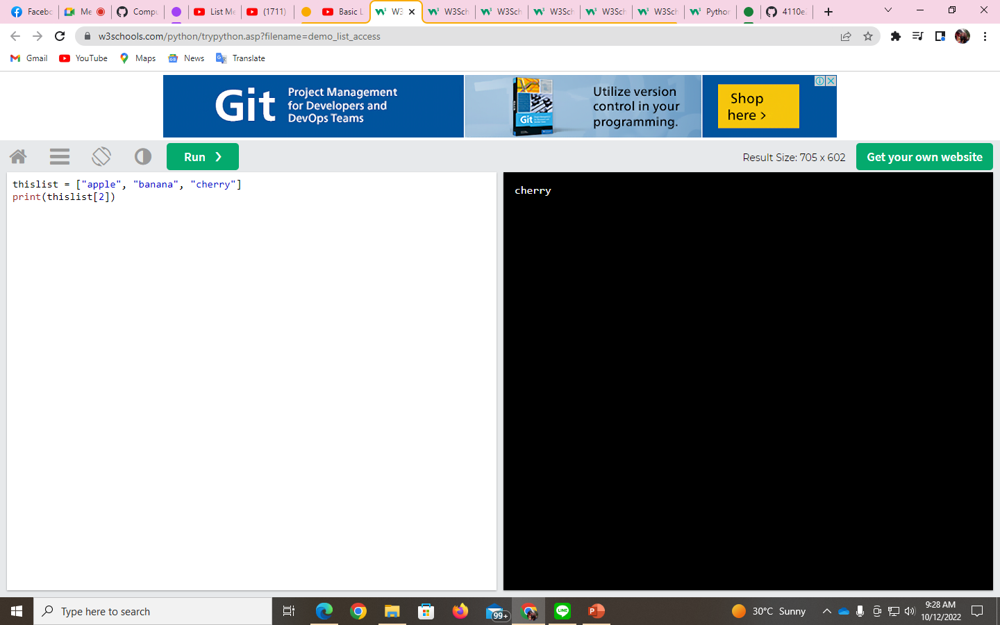 Facebo
Me
Compu
List Me
(1711)
Basic L
W3
W3Sch
W3Sch
W3Sch
W3Sch
W3Sch
Python
4110e
w3schools.com/python/trypython.asp?filename=demo_list_access
Gmail
YouTube
Maps
News
Translate
Git
Project Management
for Developers and
DevOps Teams
Git
Utilize version
control in your
programming.
Shop
here >
Run ❯
Result Size: 705 x 602
Get your own website
thislist = ["apple", "banana", "cherry"]
print(thislist[2])
cherry
Type here to search
99+
LINE
30°C Sunny
9:28 AM
10/12/2022